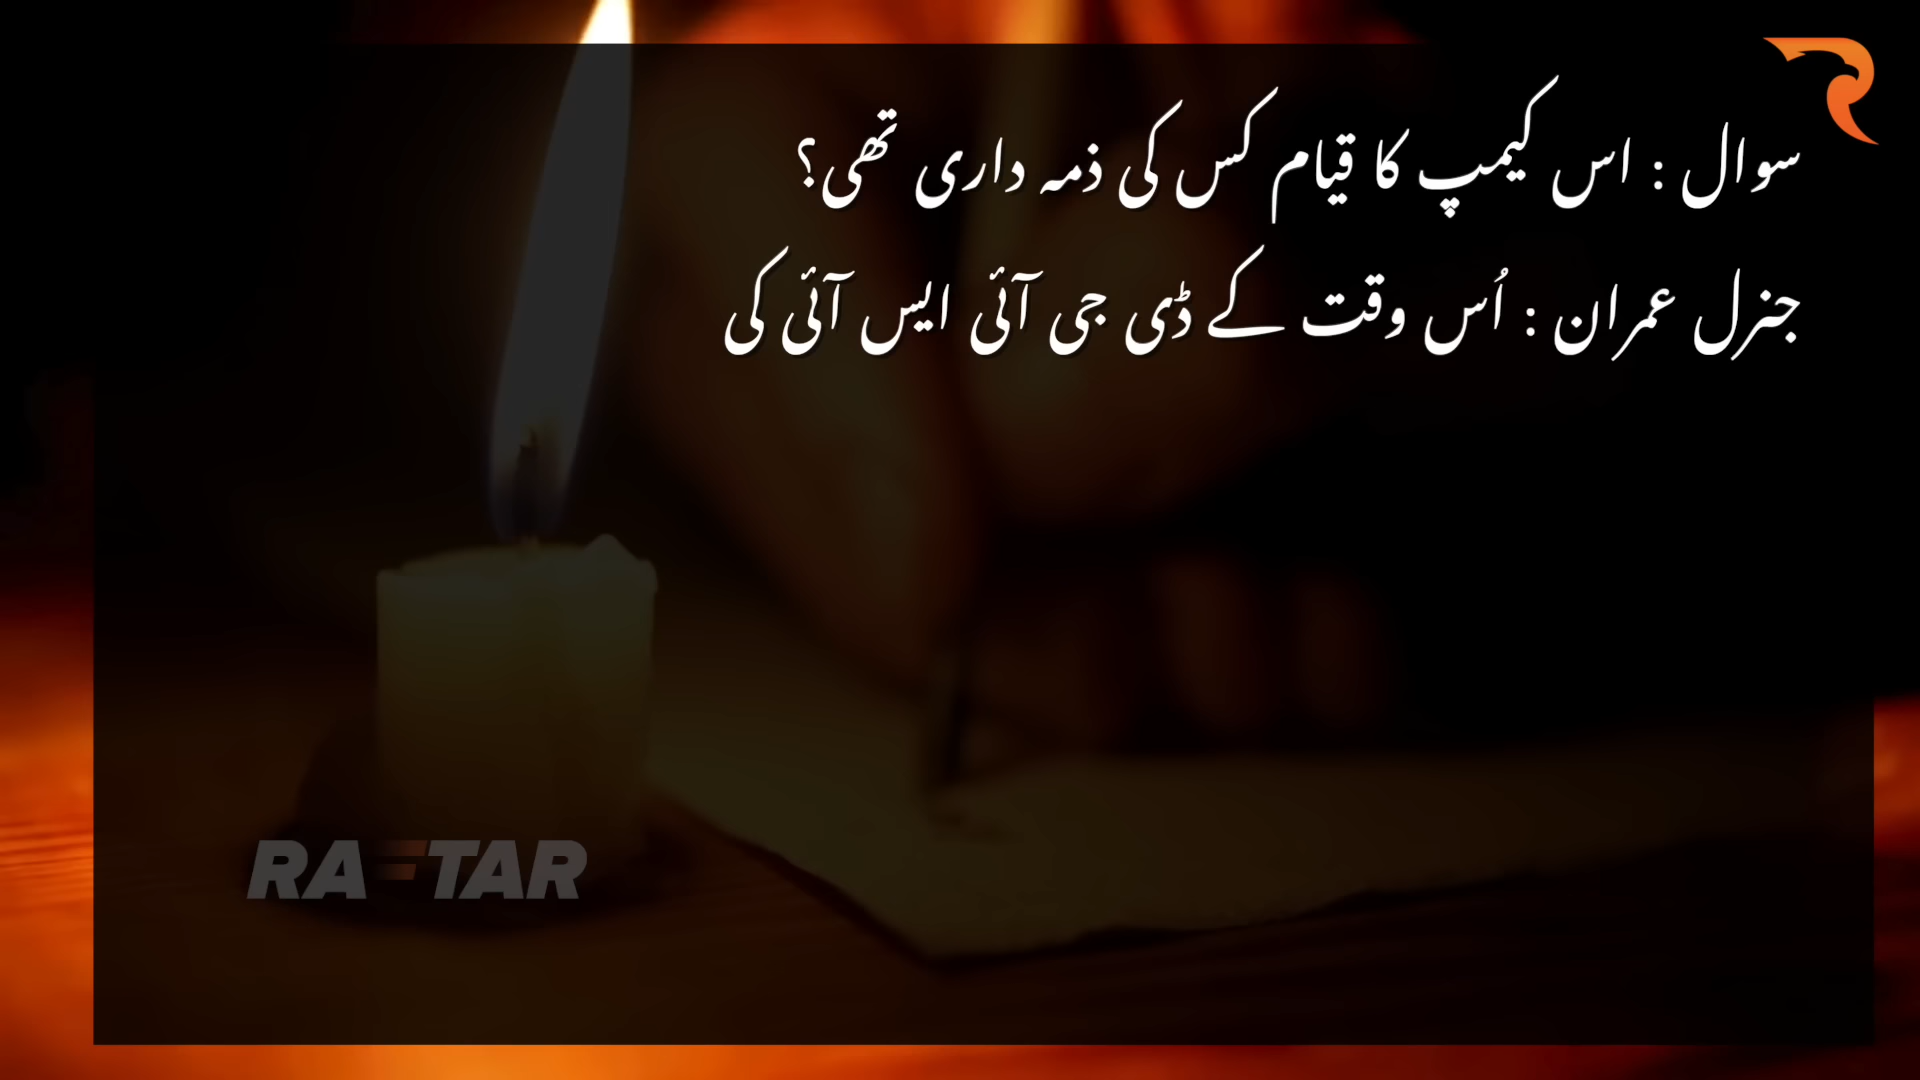 سوال : اس کیمپ کا قیام کس کی ذمہ داری تھی؟
جنرل عمران : اُس وقت کے ڈی جی آئی ایس آئی کی
RAFTAR